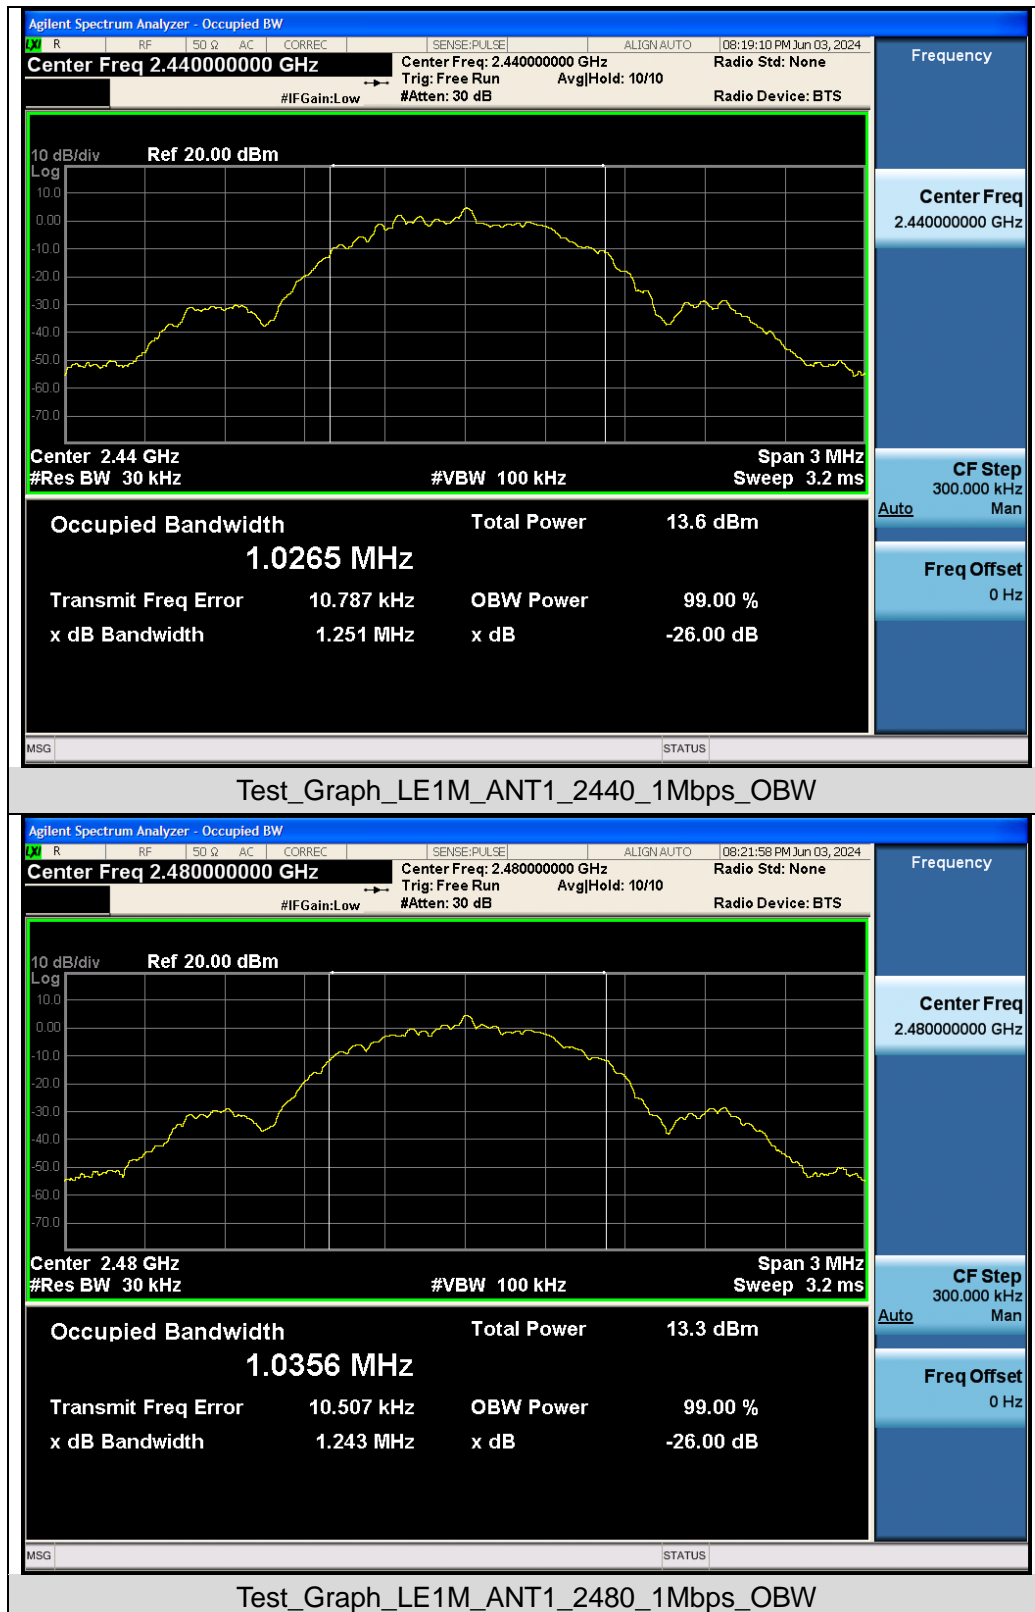 Agilent Spectrum Analyzer - Occupied BW
LXI R RF 50 Ω AC CORREC SENSE:PULSE ALIGN AUTO 08:19:10 PM Jun 03, 2024
Center Freq 2.440000000 GHz Center Freq: 2.440000000 GHz Radio Std: None
Trig: Free Run Avg|Hold: 10/10
#IFGain:Low #Atten: 30 dB Radio Device: BTS
Frequency
10 dB/div Ref 20.00 dBm
Log
10.0
0.00
-10.0
-20.0
-30.0
-40.0
-50.0
-60.0
-70.0
Center 2.44 GHz Span 3 MHz
#Res BW 30 kHz #VBW 100 kHz Sweep 3.2 ms
Center Freq
2.440000000 GHz
CF Step
300.000 kHz
Auto Man
Freq Offset
0 Hz
Occupied Bandwidth Total Power 13.6 dBm
1.0265 MHz
Transmit Freq Error 10.787 kHz OBW Power 99.00 %
x dB Bandwidth 1.251 MHz x dB -26.00 dB
MSG STATUS
Test_Graph_LE1M_ANT1_2440_1Mbps_OBW
Agilent Spectrum Analyzer - Occupied BW
LXI R RF 50 Ω AC CORREC SENSE:PULSE ALIGN AUTO 08:21:58 PM Jun 03, 2024
Center Freq 2.480000000 GHz Center Freq: 2.480000000 GHz Radio Std: None
Trig: Free Run Avg|Hold: 10/10
#IFGain:Low #Atten: 30 dB Radio Device: BTS
Frequency
10 dB/div Ref 20.00 dBm
Log
10.0
0.00
-10.0
-20.0
-30.0
-40.0
-50.0
-60.0
-70.0
Center 2.48 GHz Span 3 MHz
#Res BW 30 kHz #VBW 100 kHz Sweep 3.2 ms
Center Freq
2.480000000 GHz
CF Step
300.000 kHz
Auto Man
Freq Offset
0 Hz
Occupied Bandwidth Total Power 13.3 dBm
1.0356 MHz
Transmit Freq Error 10.507 kHz OBW Power 99.00 %
x dB Bandwidth 1.243 MHz x dB -26.00 dB
MSG STATUS
Test_Graph_LE1M_ANT1_2480_1Mbps_OBW